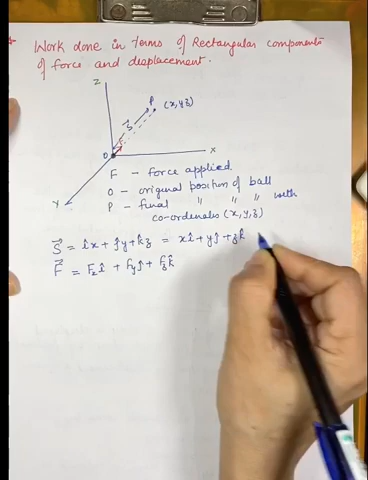 Work done in terms of Rectangular components
of force and displacement.
Z
P (x,y,z)
S
F
O
X
Y
F – force applied
O – original position of ball
P – final " " " with
co-ordenates (x,y,z)
S⃗ = îx + ĵy + k̂z = xî + yĵ + zk̂
F⃗ = Fxî + Fyĵ + Fzk̂